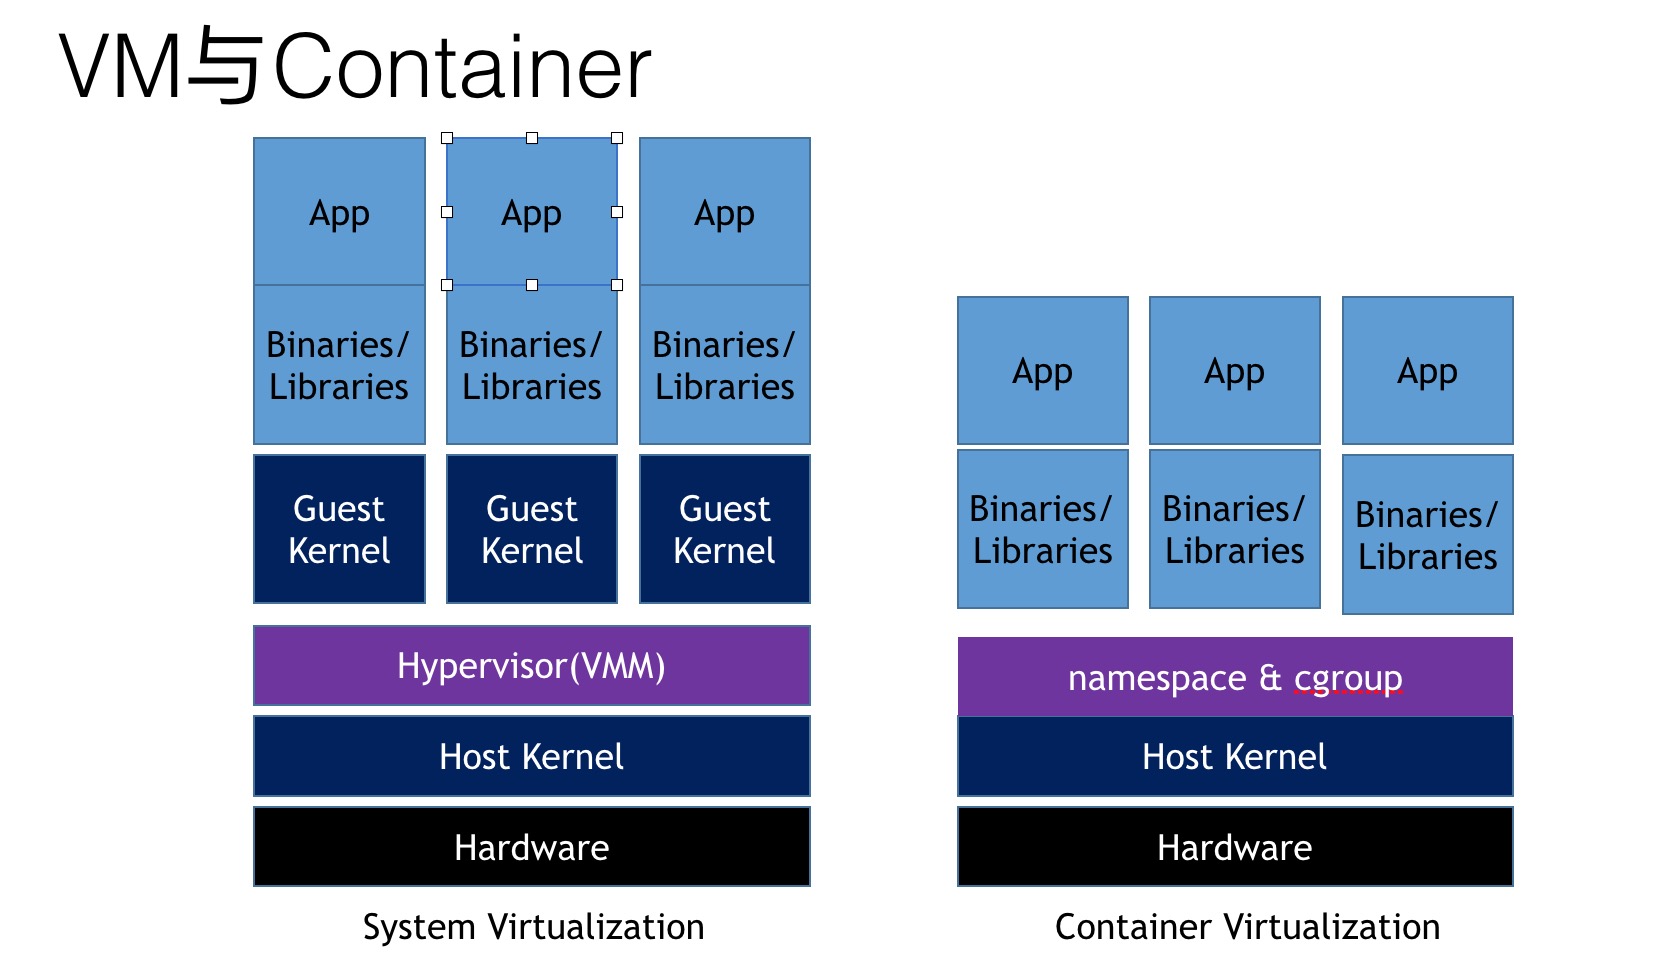 VM与Container
App
App
App
Binaries/
Libraries
Binaries/
Libraries
Binaries/
Libraries
Guest
Kernel
Guest
Kernel
Guest
Kernel
Hypervisor(VMM)
Host Kernel
Hardware
System Virtualization
App
App
App
Binaries/
Libraries
Binaries/
Libraries
Binaries/
Libraries
namespace & cgroup
Host Kernel
Hardware
Container Virtualization